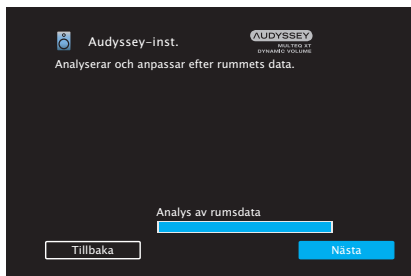 Audyssey-inst.
AUDYSSEY
MULTEQ XT
DYNAMIC VOLUME
Analyserar och anpassar efter rummets data.
Analys av rumsdata
Tillbaka
Nästa